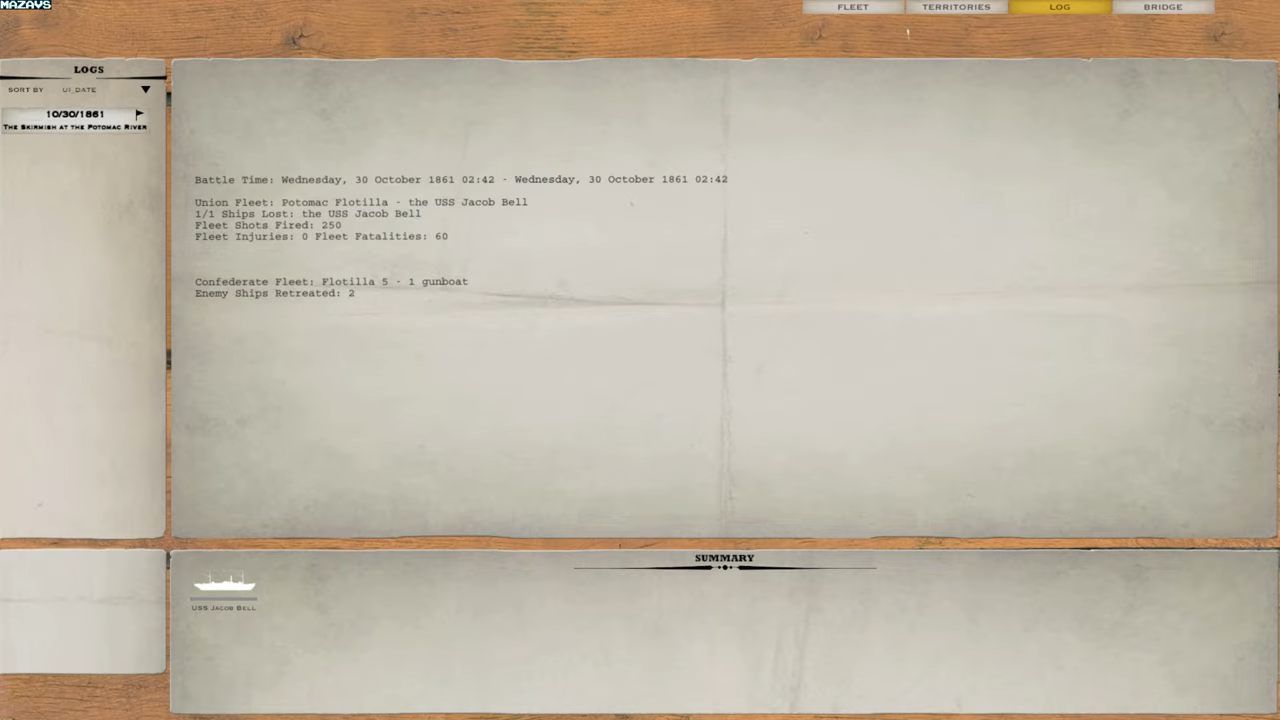 MAZAVS
FLEET
TERRITORIES
LOG
BRIDGE
LOGS
SORT BY UI_DATE
10/30/1861
The Skirmish at the Potomac River
Battle Time: Wednesday, 30 October 1861 02:42 - Wednesday, 30 October 1861 02:42
Union Fleet: Potomac Flotilla - the USS Jacob Bell
1/1 Ships Lost: the USS Jacob Bell
Fleet Shots Fired: 250
Fleet Injuries: 0 Fleet Fatalities: 60
Confederate Fleet: Flotilla 5 - 1 gunboat
Enemy Ships Retreated: 2
SUMMARY
USS Jacob Bell